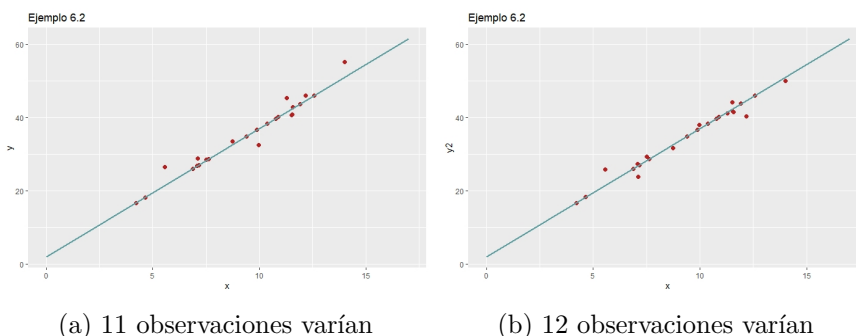 Ejemplo 6.2
60
40
20
0
y
0 5 10 15
x
(a) 11 observaciones varían
Ejemplo 6.2
60
40
20
0
y2
0 5 10 15
x
(b) 12 observaciones varían